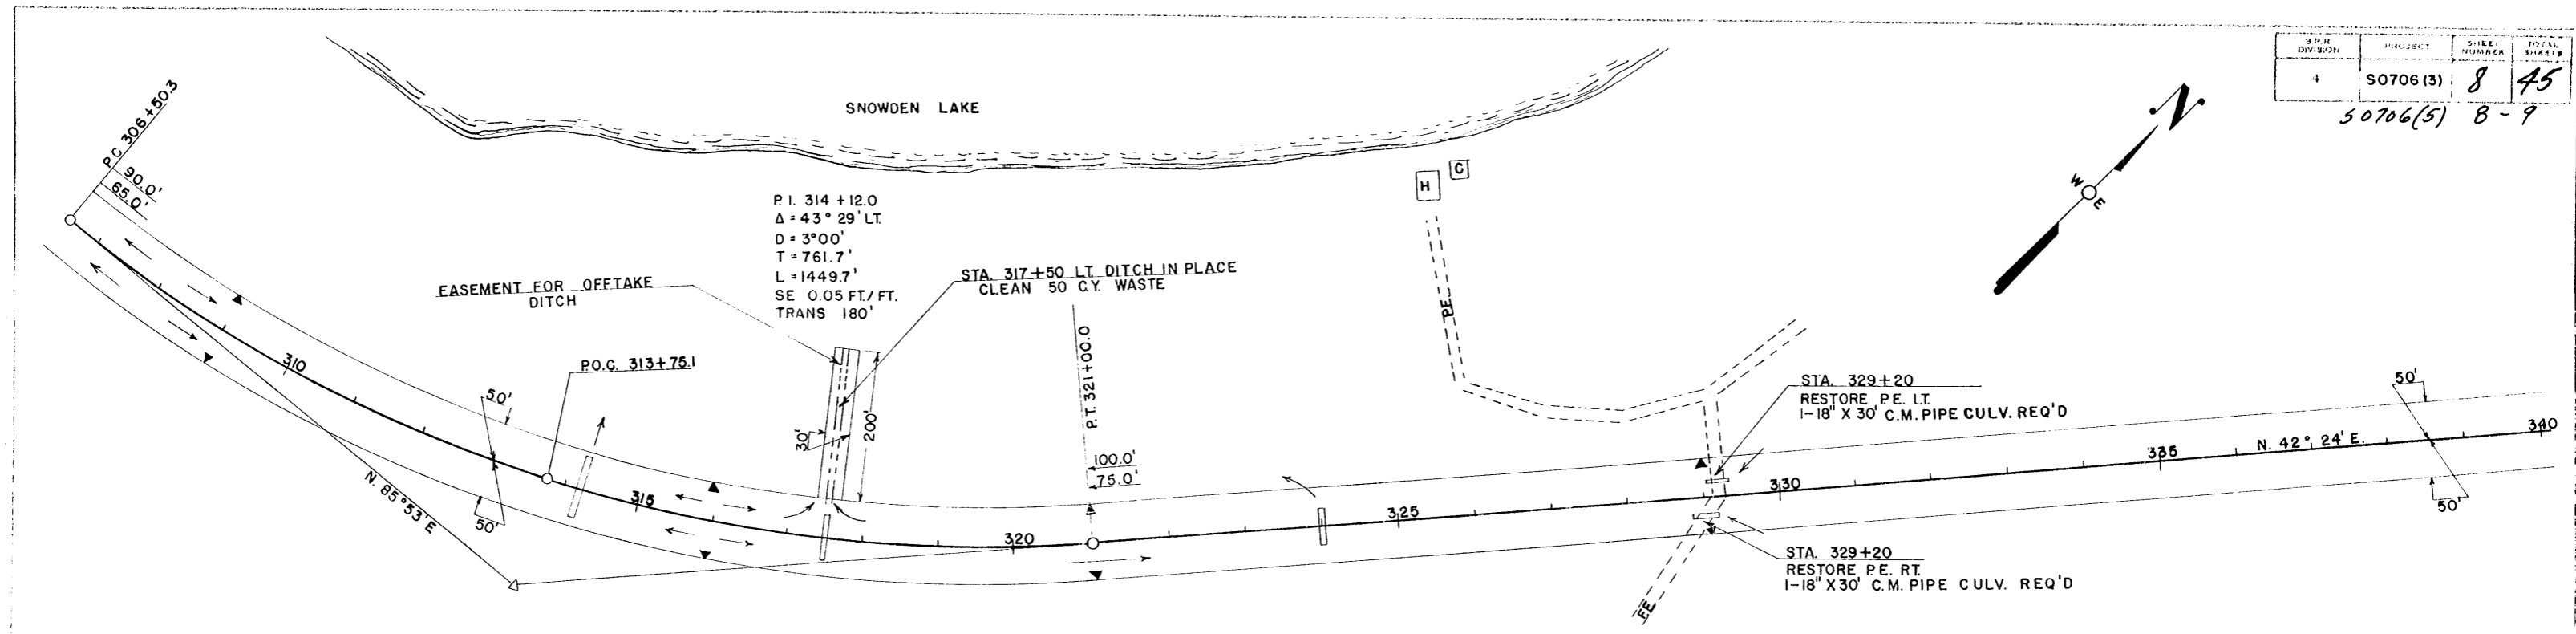 B.P.R. DIVISION PROJECT SHEET NUMBER TOTAL SHEETS
4 S0706(3) 8 45
S0706(5) 8-9
SNOWDEN LAKE
PC 306+50.3
90.0'
65.0'
N
W
E
H
C
P.I. 314+12.0
Δ = 43° 29' LT.
D = 3°00'
T = 761.7'
L = 1449.7'
SE 0.05 FT./FT.
TRANS 180'
EASEMENT FOR OFFTAKE
DITCH
STA. 317+50 LT. DITCH IN PLACE
CLEAN 50 C.Y. WASTE
P.E.
P.T. 321+00.0
310
P.O.C. 313+75.1
50'
30'
200'
STA. 329+20
RESTORE P.E. LT.
1-18" X 30' C.M. PIPE CULV. REQ'D
50'
N. 42° 24' E.
340
335
330
325
100.0'
75.0'
N. 85°53'E
50'
315
320
50'
STA. 329+20
RESTORE P.E. RT.
1-18" X 30' C.M. PIPE CULV. REQ'D